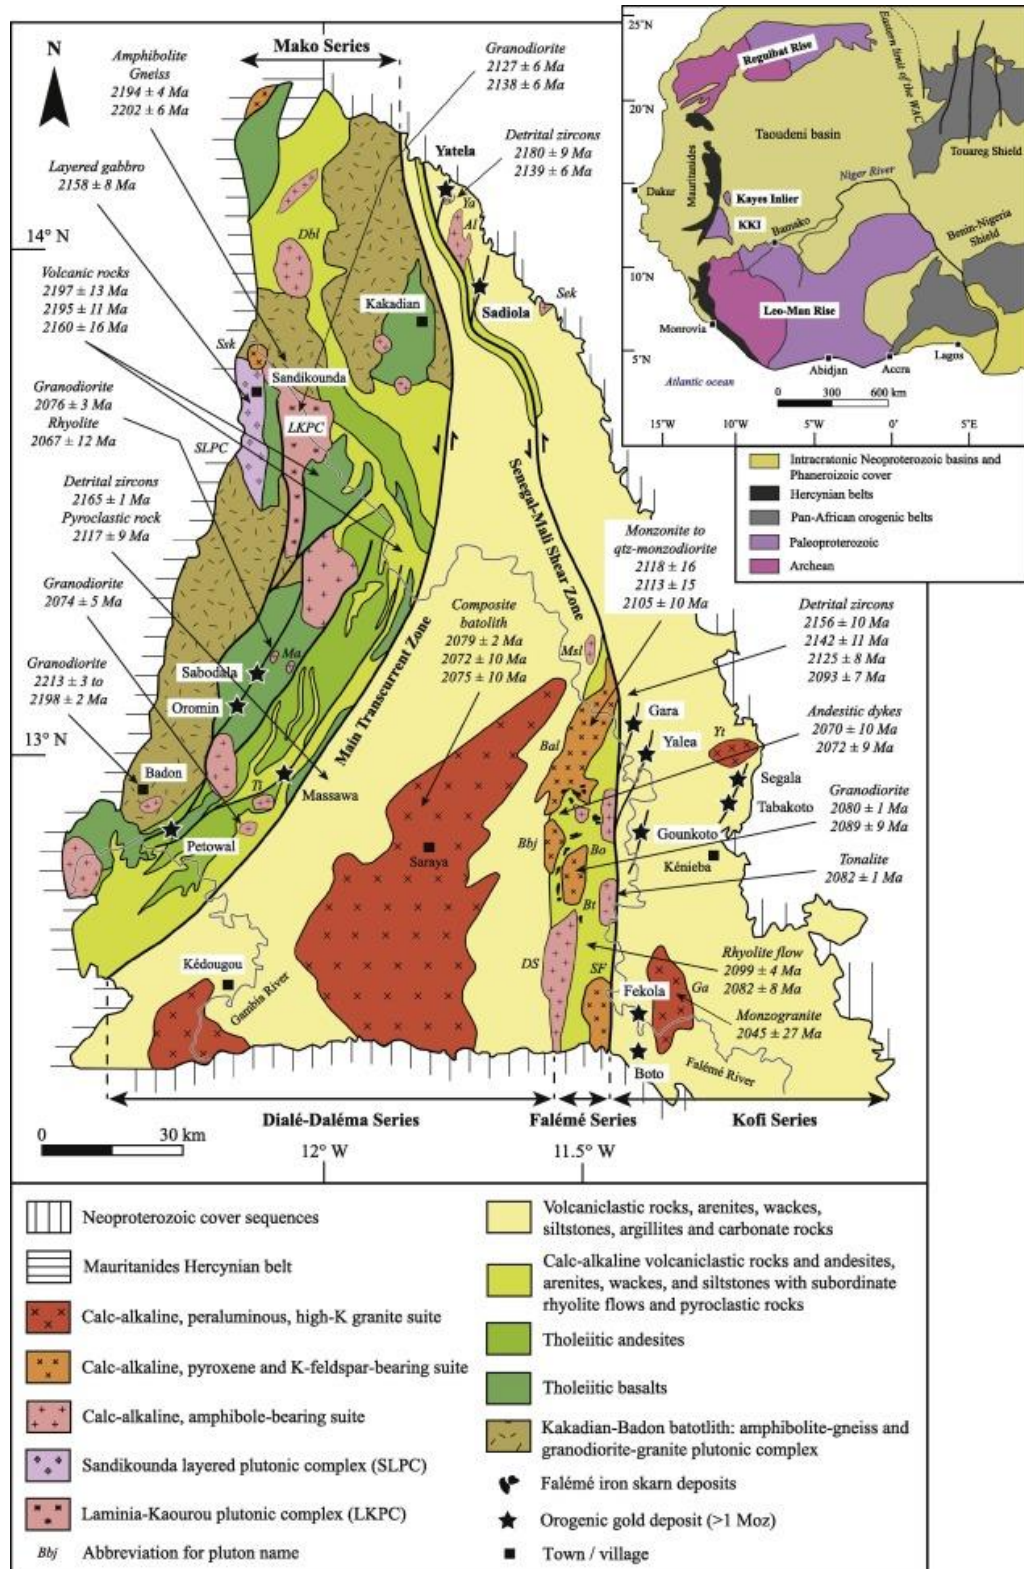 N
Mako Series
Amphibolite
Gneiss
2194 ± 4 Ma
2202 ± 6 Ma
Granodiorite
2127 ± 6 Ma
2138 ± 6 Ma
Detrital zircons
2180 ± 9 Ma
2139 ± 6 Ma
Layered gabbro
2158 ± 8 Ma
Yatela
Ya
Al
14° N
Dbl
Volcanic rocks
2197 ± 13 Ma
2195 ± 11 Ma
2160 ± 16 Ma
Kakadian
Sadiola
Sek
Ssk
Sandikounda
Granodiorite
2076 ± 3 Ma
Rhyolite
2067 ± 12 Ma
LKPC
SLPC
Senegal-Mali Shear Zone
Detrital zircons
2165 ± 1 Ma
Pyroclastic rock
2117 ± 9 Ma
Monzonite to
qtz-monzodiorite
2118 ± 16
2113 ± 15
2105 ± 10 Ma
Granodiorite
2074 ± 5 Ma
Composite
batolith
2079 ± 2 Ma
2072 ± 10 Ma
2075 ± 10 Ma
Main Transcurrent Zone
Detrital zircons
2156 ± 10 Ma
2142 ± 11 Ma
2125 ± 8 Ma
2093 ± 7 Ma
Granodiorite
2213 ± 3 to
2198 ± 2 Ma
Ma
Msl
Sabodala
Oromin
Gara
Yalea
Andesitic dykes
2070 ± 10 Ma
2072 ± 9 Ma
13° N
Bal
Yt
Badon
Ti
Massawa
Segala
Tabakoto
Granodiorite
2080 ± 1 Ma
2089 ± 9 Ma
Petowal
Saraya
Bbj
Bo
Gounkoto
Kénieba
Tonalite
2082 ± 1 Ma
Bt
Kédougou
DS
SF
Rhyolite flow
2099 ± 4 Ma
2082 ± 8 Ma
Gambia River
Fekola
Ga
Monzogranite
2045 ± 27 Ma
Boto
Falémé River
Dialé-Daléma Series
Falémé Series
Kofi Series
0 30 km
12° W
11.5° W
25°N
20°N
10°N
5°N
Reguibat Rise
Eastern limit of the WAC
Taoudeni basin
Touareg Shield
Mauritanides
Dakar
Niger River
Kayes Inlier
KKI
Bamako
Benin-Nigeria
Shield
Leo-Man Rise
Monrovia
Abidjan
Accra
Lagos
Atlantic ocean
0 300 600 km
15°W
10°W
5°W
0°
5°E
Intracratonic Neoproterozoic basins and
Phaneroizoic cover
Hercynian belts
Pan-African orogenic belts
Paleoproterozoic
Archean
Neoproterozoic cover sequences
Mauritanides Hercynian belt
Calc-alkaline, peraluminous, high-K granite suite
Calc-alkaline, pyroxene and K-feldspar-bearing suite
Calc-alkaline, amphibole-bearing suite
Sandikounda layered plutonic complex (SLPC)
Laminia-Kaourou plutonic complex (LKPC)
Bbj Abbreviation for pluton name
Volcaniclastic rocks, arenites, wackes,
siltstones, argillites and carbonate rocks
Calc-alkaline volcaniclastic rocks and andesites,
arenites, wackes, and siltstones with subordinate
rhyolite flows and pyroclastic rocks
Tholeiitic andesites
Tholeiitic basalts
Kakadian-Badon batotlith: amphibolite-gneiss and
granodiorite-granite plutonic complex
Falémé iron skarn deposits
Orogenic gold deposit (>1 Moz)
Town / village